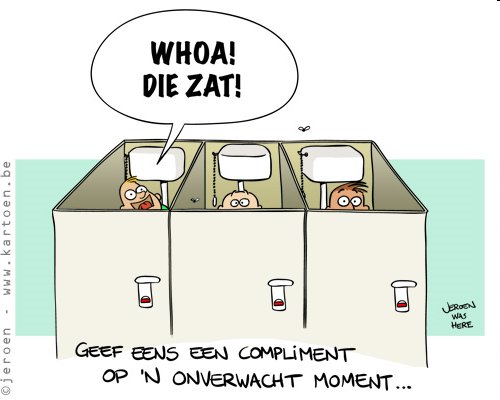 WHOA!
DIE ZAT!
JEROEN
WAS
HERE
GEEF EENS EEN COMPLIMENT
OP 'N ONVERWACHT MOMENT...
©jeroen - www.kartoen.be